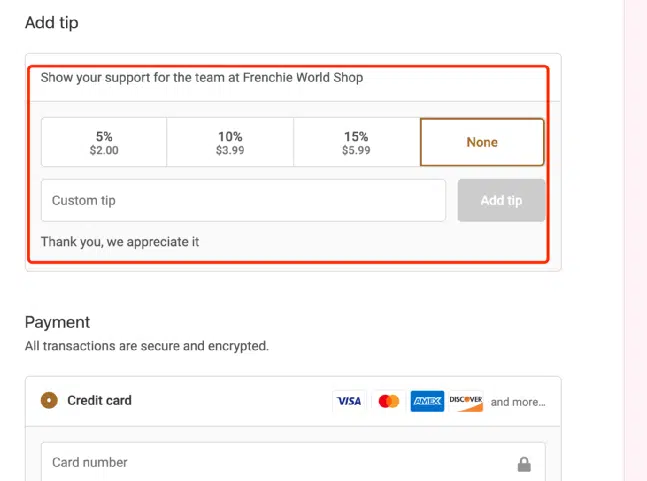 Add tip
Show your support for the team at Frenchie World Shop
5% 10% 15% None
$2.00 $3.99 $5.99
Custom tip Add tip
Thank you, we appreciate it
Payment
All transactions are secure and encrypted.
Credit card VISA AMEX DISCOVER and more...
Card number